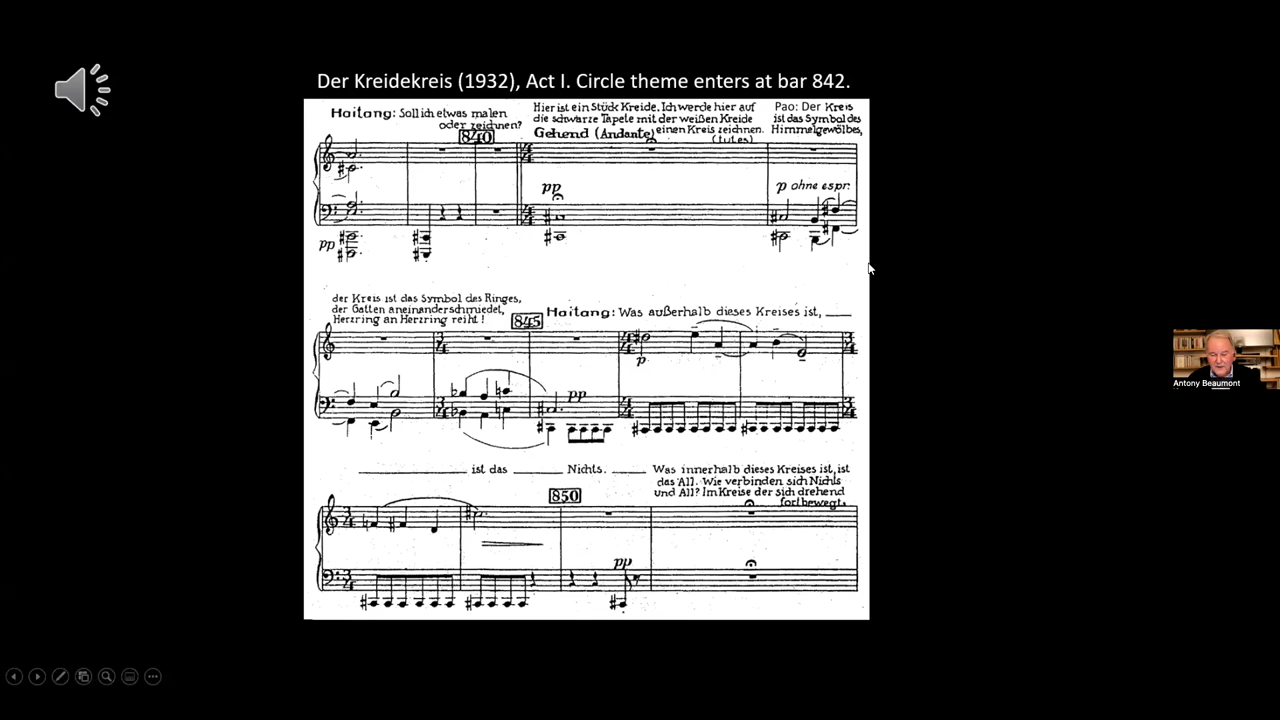 Der Kreidekreis (1932), Act I. Circle theme enters at bar 842.
Haitang: Soll ich etwas malen
oder zeichnen?
Hier ist ein Stück Kreide. Ich werde hier auf
die schwarze Tapete mit der weißen Kreide
einen Kreis zeichnen.
(tut es)
Pao: Der Kreis
ist das Symbol des
Himmelgewölbes,
840
Gehend (Andante)
pp
p ohne espr.
pp
der Kreis ist das Symbol des Ringes,
der Gatten aneinanderschmiedet,
Herzring an Herzring reiht!
845
Haitang: Was außerhalb dieses Kreises ist,
p
pp
ist das Nichts.
Was innerhalb dieses Kreises ist, ist
das All. Wie verbinden sich Nichts
und All? Im Kreise der sich drehend
fortbewegt.
850
pp
Antony Beaumont